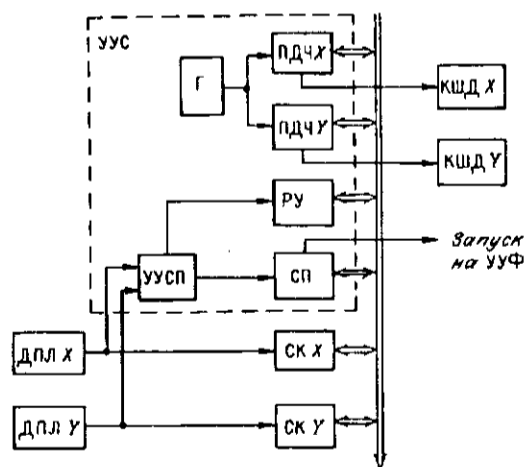 УУС
ПДЧ X
Г
КШД X
ПДЧ Y
КШД Y
РУ
Запуск
на УУФ
УУСП
СП
ДПЛ X
СК X
ДПЛ Y
СК Y